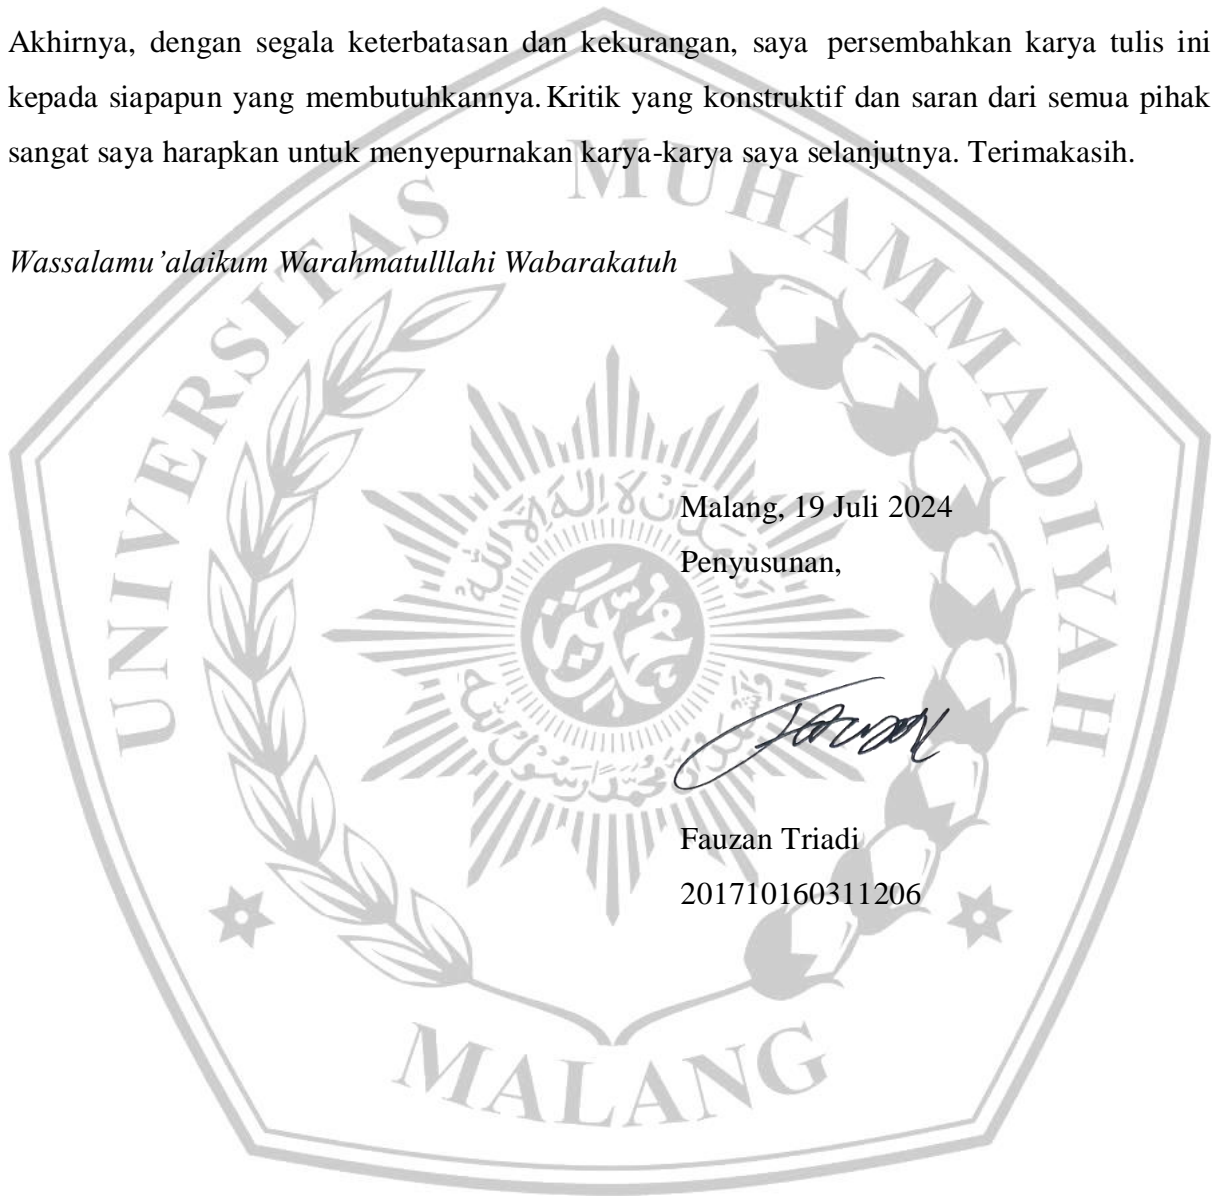 Akhirnya, dengan segala keterbatasan dan kekurangan, saya persembahkan karya tulis ini
kepada siapapun yang membutuhkannya. Kritik yang konstruktif dan saran dari semua pihak
sangat saya harapkan untuk menyepurnakan karya-karya saya selanjutnya. Terimakasih.
Wassalamu’alaikum Warahmatulllahi Wabarakatuh
Malang, 19 Juli 2024
Penyusunan,
Fauzan Triadi
201710160311206
UNIVERSITAS MUHAMMADIYAH
MALANG